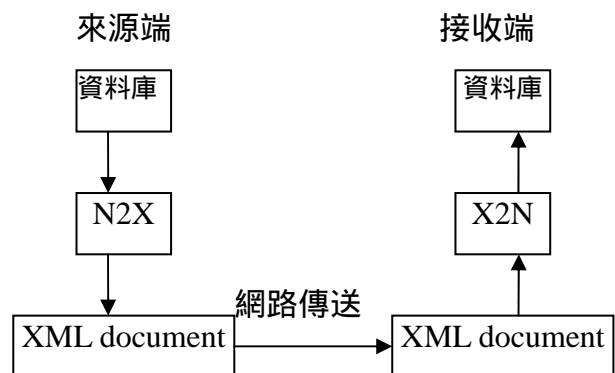 來源端
接收端
資料庫
資料庫
N2X
X2N
網路傳送
XML document
XML document